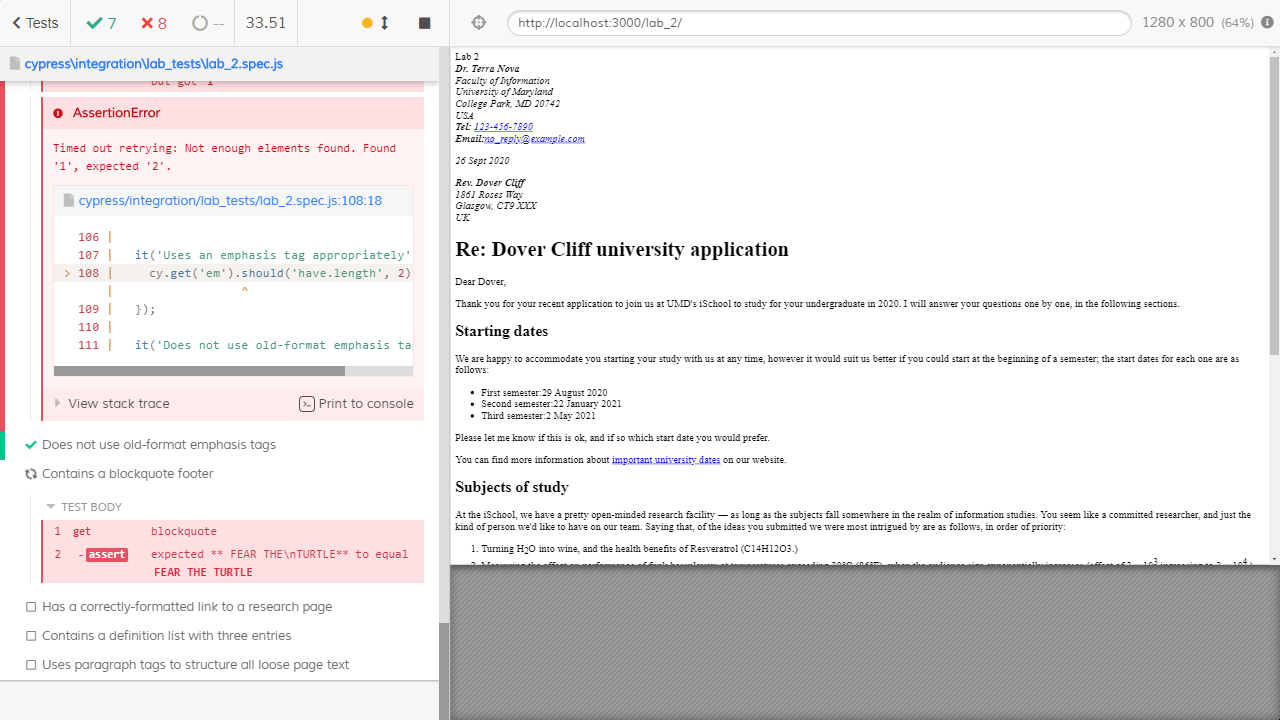 Tests 7 8 -- 33.51
http://localhost:3000/lab_2/
1280 x 800 (64%)
cypress\integration\lab_tests\lab_2.spec.js
but got '1'
AssertionError
Timed out retrying: Not enough elements found. Found
'1', expected '2'.
cypress/integration/lab_tests/lab_2.spec.js:108:18
106 |
107 | it('Uses an emphasis tag appropriately'
> 108 | cy.get('em').should('have.length', 2)
| ^
109 | });
110 |
111 | it('Does not use old-format emphasis ta
View stack trace
Print to console
Does not use old-format emphasis tags
Contains a blockquote footer
TEST BODY
1 get blockquote
2 -assert expected ** FEAR THE\nTURTLE** to equal
FEAR THE TURTLE
Has a correctly-formatted link to a research page
Contains a definition list with three entries
Uses paragraph tags to structure all loose page text
Lab 2
Dr. Terra Nova
Faculty of Information
University of Maryland
College Park, MD 20742
USA
Tel: 123-456-7890
Email:no_reply@example.com
26 Sept 2020
Rev. Dover Cliff
1861 Roses Way
Glasgow, CT9 XXX
UK
Re: Dover Cliff university application
Dear Dover,
Thank you for your recent application to join us at UMD's iSchool to study for your undergraduate in 2020. I will answer your questions one by one, in the following sections.
Starting dates
We are happy to accommodate you starting your study with us at any time, however it would suit us better if you could start at the beginning of a semester; the start dates for each one are as
follows:
• First semester:29 August 2020
• Second semester:22 January 2021
• Third semester:2 May 2021
Please let me know if this is ok, and if so which start date you would prefer.
You can find more information about important university dates on our website.
Subjects of study
At the iSchool, we have a pretty open-minded research facility — as long as the subjects fall somewhere in the realm of information studies. You seem like a committed researcher, and just the
kind of person we'd like to have on our team. Saying that, of the ideas you submitted we were most intrigued by are as follows, in order of priority:
1. Turning H2O into wine, and the health benefits of Resveratrol (C14H12O3.)